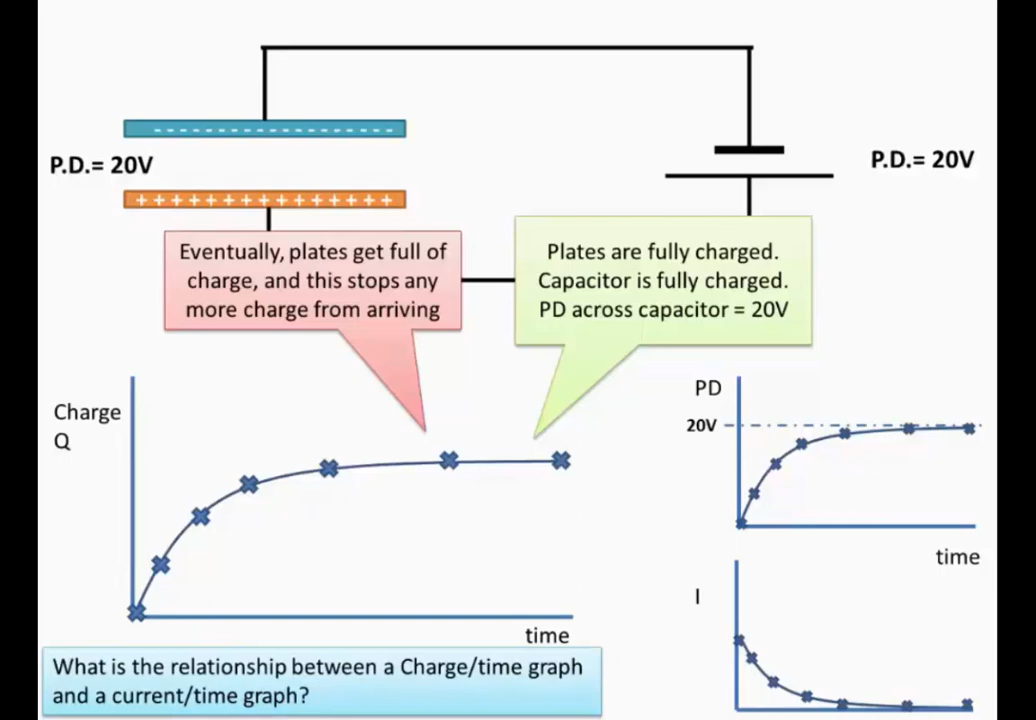 P.D.= 20V
- - - - - - - - - - - - - - - - - - -
P.D.= 20V
+ + + + + + + + + + + + + + + +
Eventually, plates get full of
charge, and this stops any
more charge from arriving
Plates are fully charged.
Capacitor is fully charged.
PD across capacitor = 20V
Charge
Q
time
PD
20V
time
I
What is the relationship between a Charge/time graph
and a current/time graph?